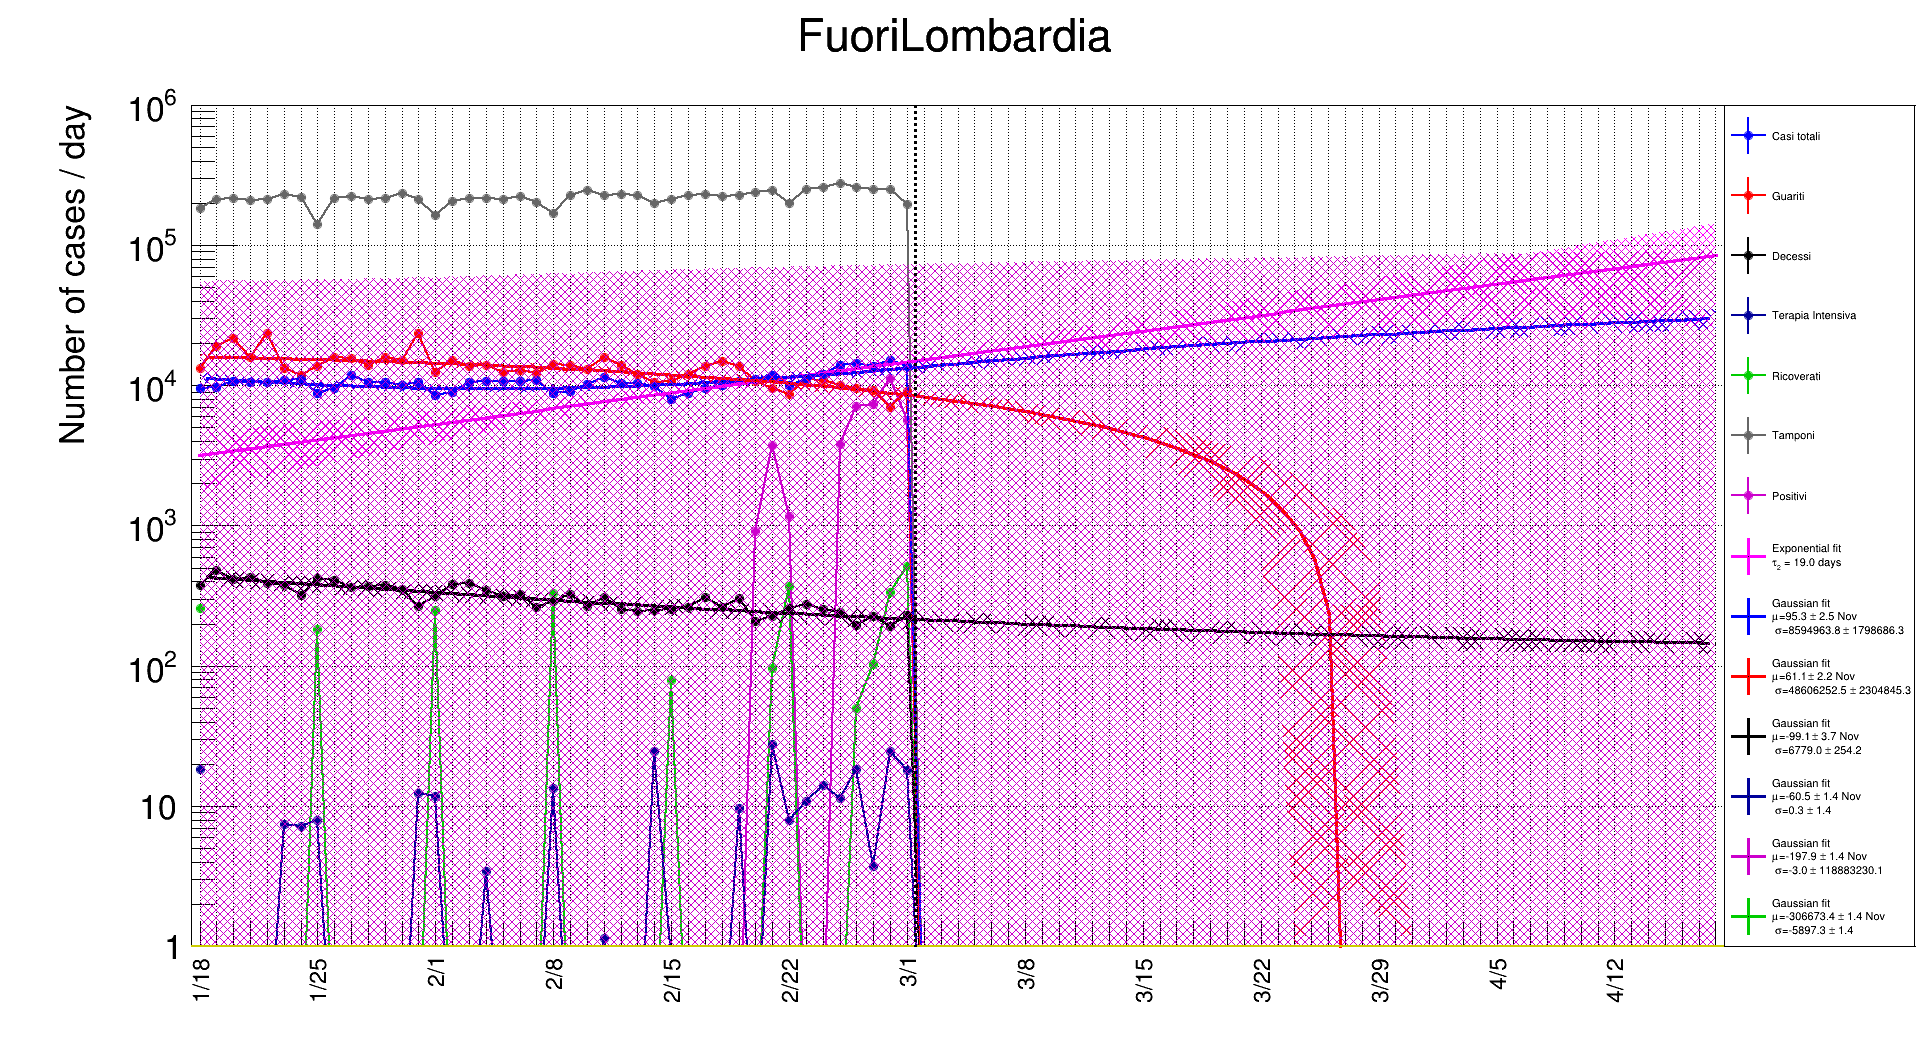 FuoriLombardia
Number of cases / day
10^6
10^5
10^4
10^3
10^2
10
1
1/18
1/25
2/1
2/8
2/15
2/22
3/1
3/8
3/15
3/22
3/29
4/5
4/12
Casi totali
Guariti
Decessi
Terapia Intensiva
Ricoverati
Tamponi
Positivi
Exponential fit
τ₂ = 19.0 days
Gaussian fit
μ=95.3 ± 2.5 Nov
σ=8594963.8 ± 1798686.3
Gaussian fit
μ=61.1 ± 2.2 Nov
σ=48606252.5 ± 2304845.3
Gaussian fit
μ=-99.1 ± 3.7 Nov
σ=6779.0 ± 254.2
Gaussian fit
μ=-60.5 ± 1.4 Nov
σ=0.3 ± 1.4
Gaussian fit
μ=-197.9 ± 1.4 Nov
σ=-3.0 ± 118883230.1
Gaussian fit
μ=-306673.4 ± 1.4 Nov
σ=-5897.3 ± 1.4